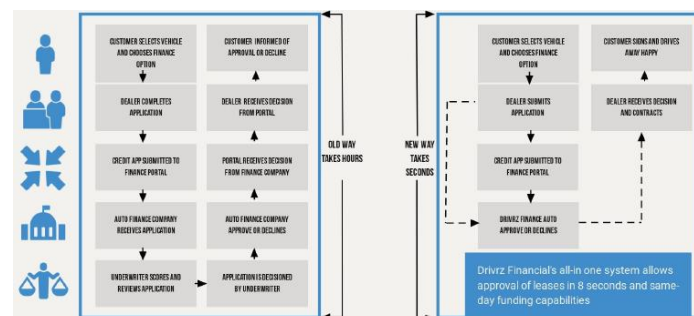 CUSTOMER SELECTS VEHICLE
AND CHOOSES FINANCE
OPTION
DEALER COMPLETES
APPLICATION
CREDIT APP SUBMITTED TO
FINANCE PORTAL
AUTO FINANCE COMPANY
RECEIVES APPLICATION
UNDERWRITER SCORES AND
REVIEWS APPLICATION
CUSTOMER INFORMED OF
APPROVAL OR DECLINE
DEALER RECEIVES DECISION
FROM PORTAL
PORTAL RECEIVES DECISION
FROM FINANCE COMPANY
AUTO FINANCE COMPANY
APPROVE OR DECLINES
APPLICATION IS DECISIONED
BY UNDERWRITER
OLD WAY
TAKES HOURS
NEW WAY
TAKES
SECONDS
CUSTOMER SELECTS VEHICLE
AND CHOOSES FINANCE
OPTION
DEALER SUBMITS
APPLICATION
CREDIT APP SUBMITTED TO
FINANCE PORTAL
DRIVRZ FINANCE AUTO
APPROVE OR DECLINES
CUSTOMER SIGNS AND DRIVES
AWAY HAPPY
DEALER RECEIVES DECISION
AND CONTRACTS
Drivrz Financial's all-in one system allows
approval of leases in 8 seconds and same-
day funding capabilities